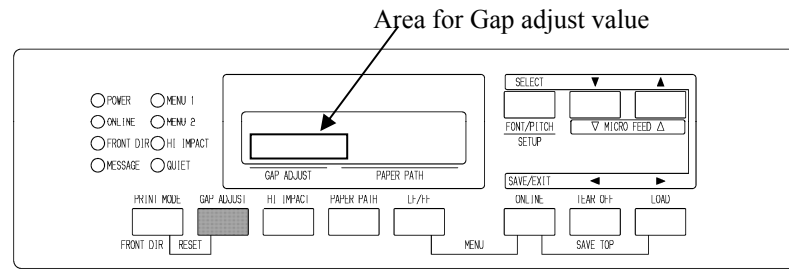 Area for Gap adjust value
POWER MENU 1
ONLINE MENU 2
FRONT DIR HI IMPACT
MESSAGE QUIET
GAP ADJUST PAPER PATH
SELECT ▼ ▲
FONT/PITCH ▽ MICRO FEED △
SETUP
SAVE/EXIT ◄ ►
PRINT MODE GAP ADJUST HI IMPACT PAPER PATH LF/FF ONLINE TEAR OFF LOAD
FRONT DIR RESET MENU SAVE TOP